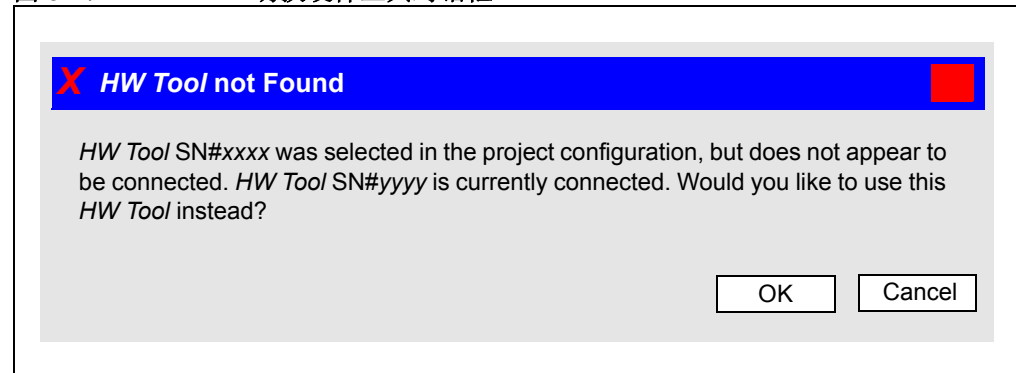 X HW Tool not Found
HW Tool SN#xxxx was selected in the project configuration, but does not appear to
be connected. HW Tool SN#yyyy is currently connected. Would you like to use this
HW Tool instead?
OK Cancel